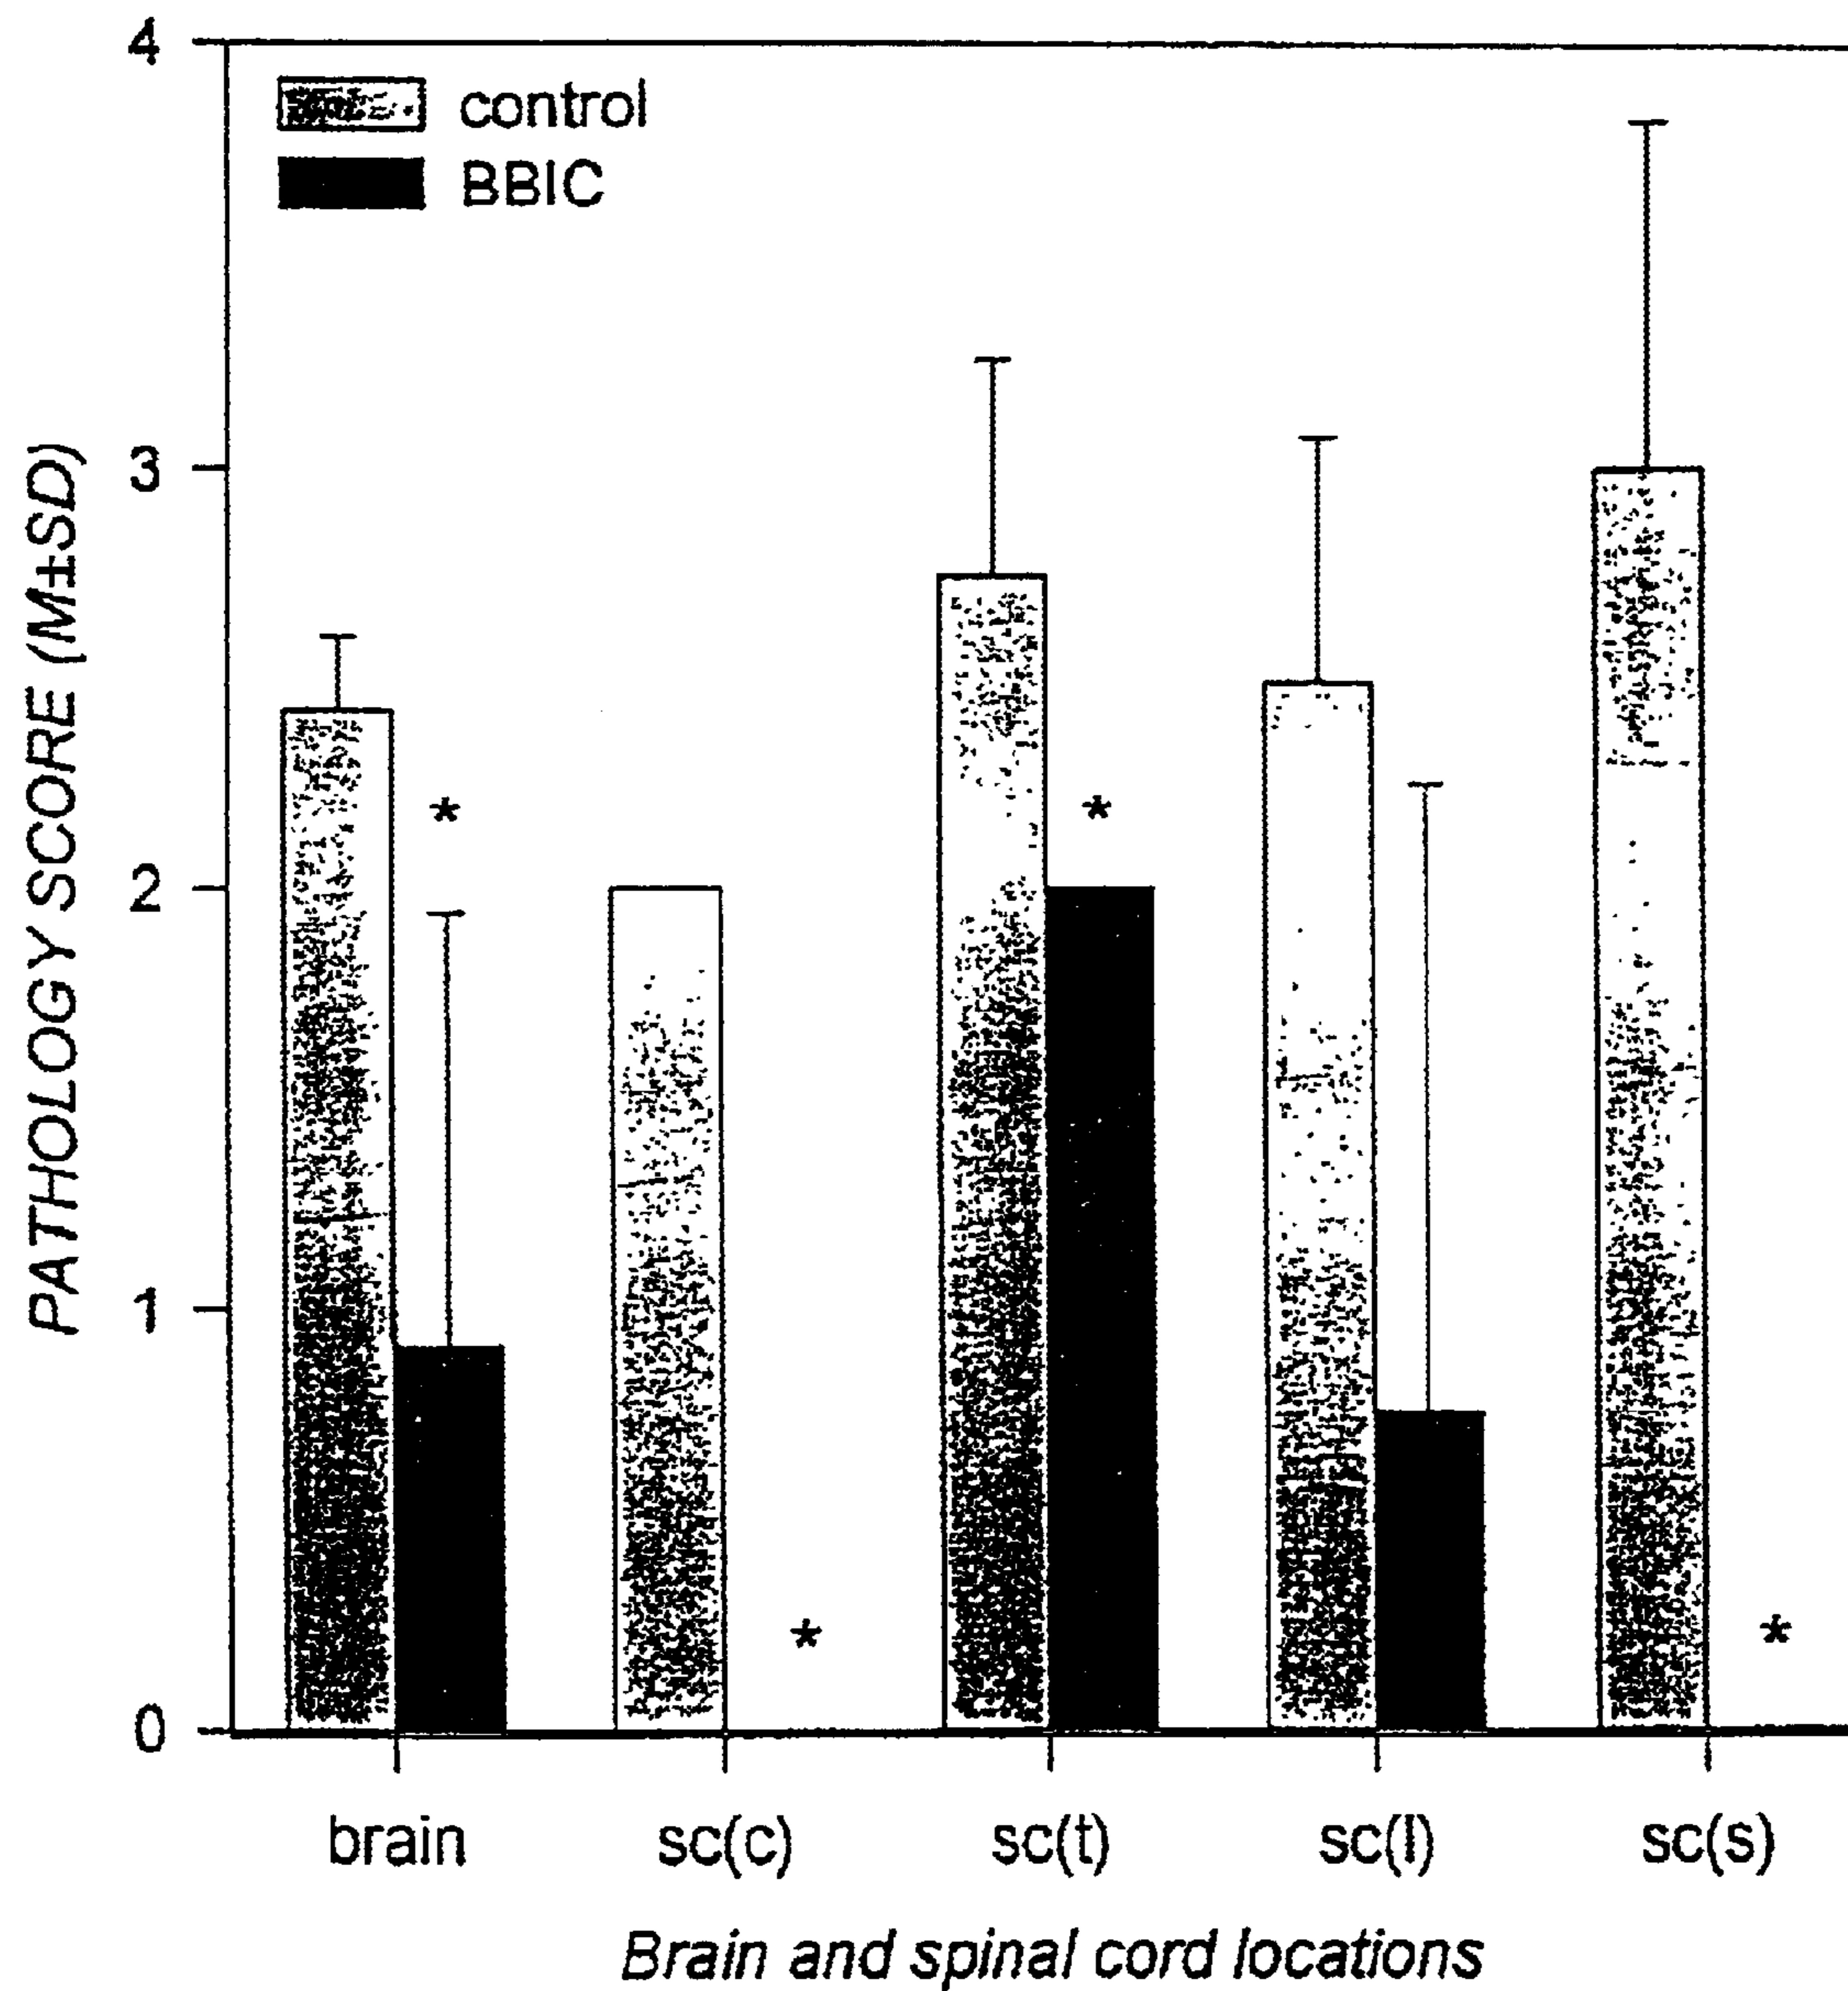 4
control
BBIC
*
3
* *
2
1
* *
0
PATHOLOGY SCORE (M±SD)
brain sc(c) sc(t) sc(l) sc(s)
Brain and spinal cord locations